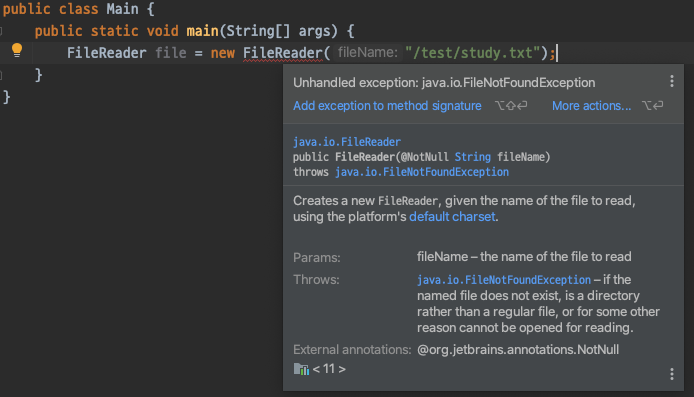 public class Main {
public static void main(String[] args) {
FileReader file = new FileReader( fileName: "/test/study.txt");
}
}
Unhandled exception: java.io.FileNotFoundException
Add exception to method signature ⌥⇧⏎ More actions... ⌥⏎
java.io.FileReader
public FileReader(@NotNull String fileName)
throws java.io.FileNotFoundException
Creates a new FileReader, given the name of the file to read,
using the platform's default charset.
Params: fileName – the name of the file to read
Throws: java.io.FileNotFoundException – if the
named file does not exist, is a directory
rather than a regular file, or for some other
reason cannot be opened for reading.
External annotations: @org.jetbrains.annotations.NotNull
< 11 >